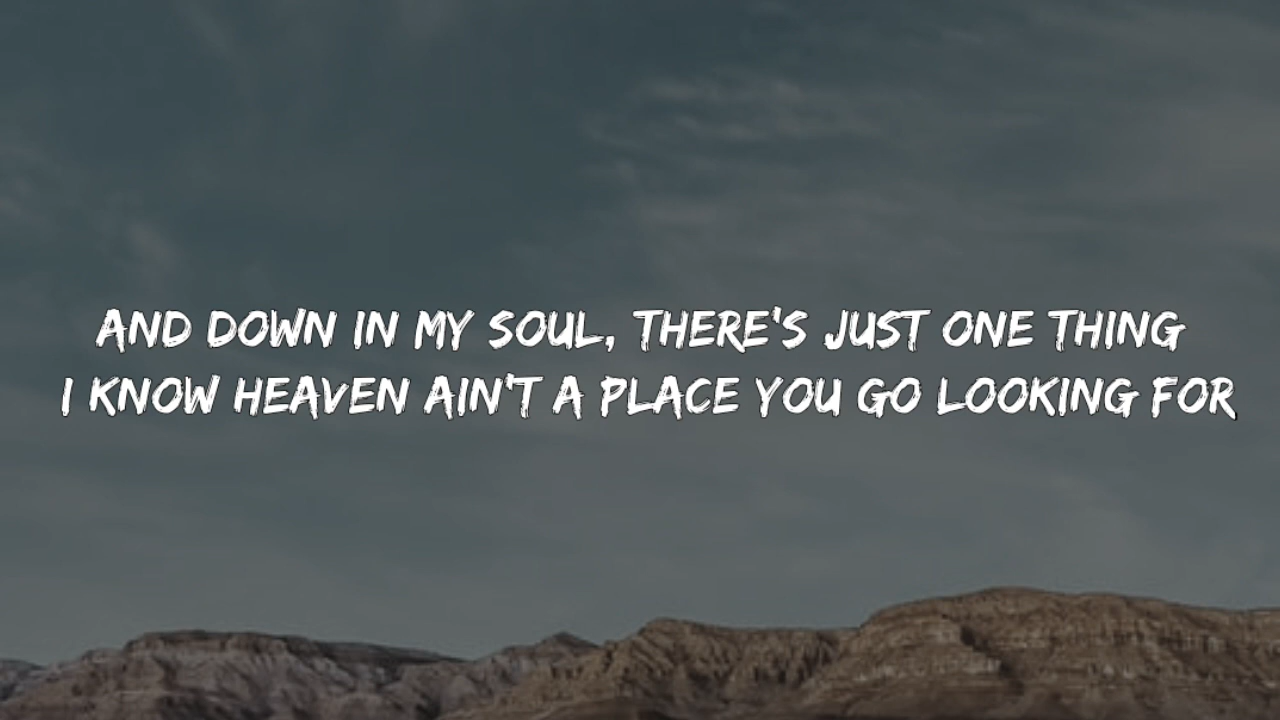 AND DOWN IN MY SOUL, THERE'S JUST ONE THING
I KNOW HEAVEN AIN'T A PLACE YOU GO LOOKING FOR